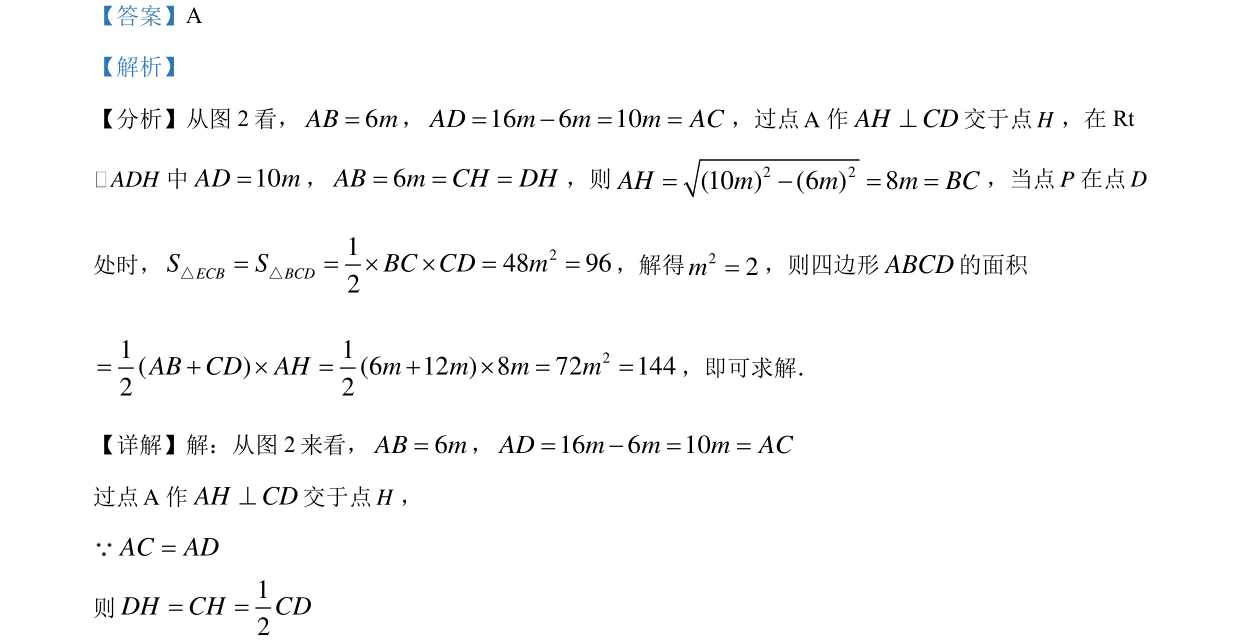 【答案】A
【解析】
【分析】从图 2 看，AB = 6m，AD = 16m − 6m = 10m = AC，过点 A 作 AH ⊥ CD 交于点 H，在 Rt
□ADH 中 AD = 10m，AB = 6m = CH = DH，则 AH = √((10m)² − (6m)²) = 8m = BC，当点 P 在点 D
处时，S△ECB = S△BCD = 1/2 × BC × CD = 48m² = 96，解得 m² = 2，则四边形 ABCD 的面积
= 1/2 (AB + CD) × AH = 1/2 (6m + 12m) × 8m = 72m² = 144，即可求解．
【详解】解：从图 2 来看，AB = 6m，AD = 16m − 6m = 10m = AC
过点 A 作 AH ⊥ CD 交于点 H，
∵ AC = AD
则 DH = CH = 1/2 CD